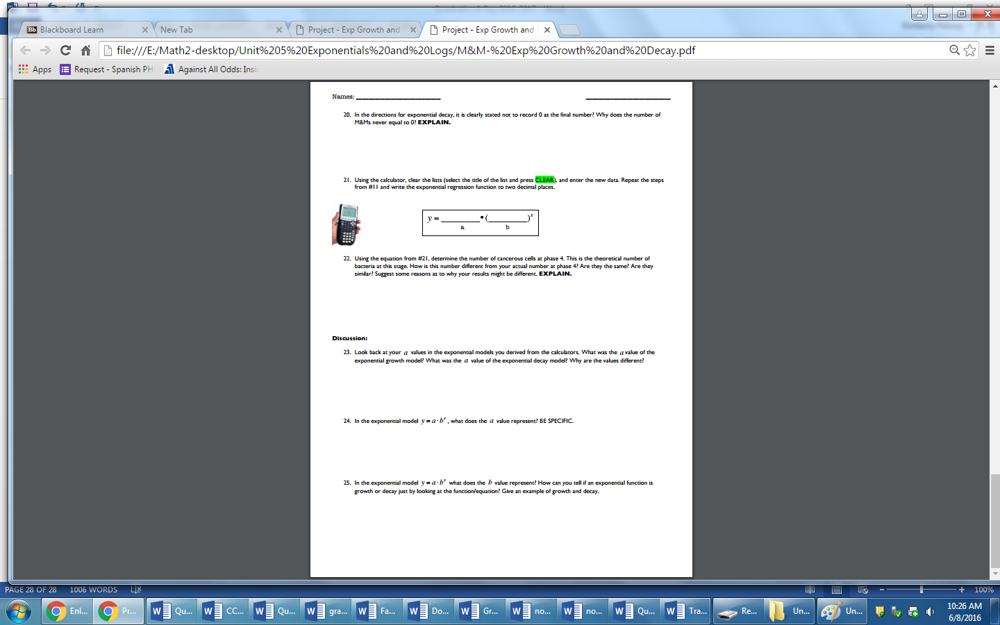 Blackboard Learn
New Tab
Project - Exp Growth and
Project - Exp Growth and
file:///E:/Math2-desktop/Unit%205%20Exponentials%20and%20Logs/M&M-%20Exp%20Growth%20and%20Decay.pdf
Apps
Request - Spanish PH
Against All Odds: Insi
Names: ____________________ ____________________
20. In the directions for exponential decay, it is clearly stated not to record 0 as the final number? Why does the number of
M&Ms never equal to 0? EXPLAIN.
21. Using the calculator, clear the lists (select the title of the list and press CLEAR), and enter the new data. Repeat the steps
from #11 and write the exponential regression function to two decimal places.
y = ________•(________)ˣ
a b
22. Using the equation from #21, determine the number of cancerous cells at phase 4. This is the theoretical number of
bacteria at this stage. How is this number different from your actual number at phase 4? Are they the same? Are they
similar? Suggest some reasons as to why your results might be different. EXPLAIN.
Discussion:
23. Look back at your a values in the exponential models you derived from the calculators. What was the a value of the
exponential growth model? What was the a value of the exponential decay model? Why are the values different?
24. In the exponential model y = a · bˣ , what does the a value represent? BE SPECIFIC.
25. In the exponential model y = a · bˣ what does the b value represent? How can you tell if an exponential function is
growth or decay just by looking at the function/equation? Give an example of growth and decay.
PAGE 28 OF 28 1006 WORDS 100%
Enl... Pr... Qu... CC... Qu... gra... Fa... Do... Gr... no... no... Qu... Tra... Re... Un... Un...
10:26 AM
6/8/2016